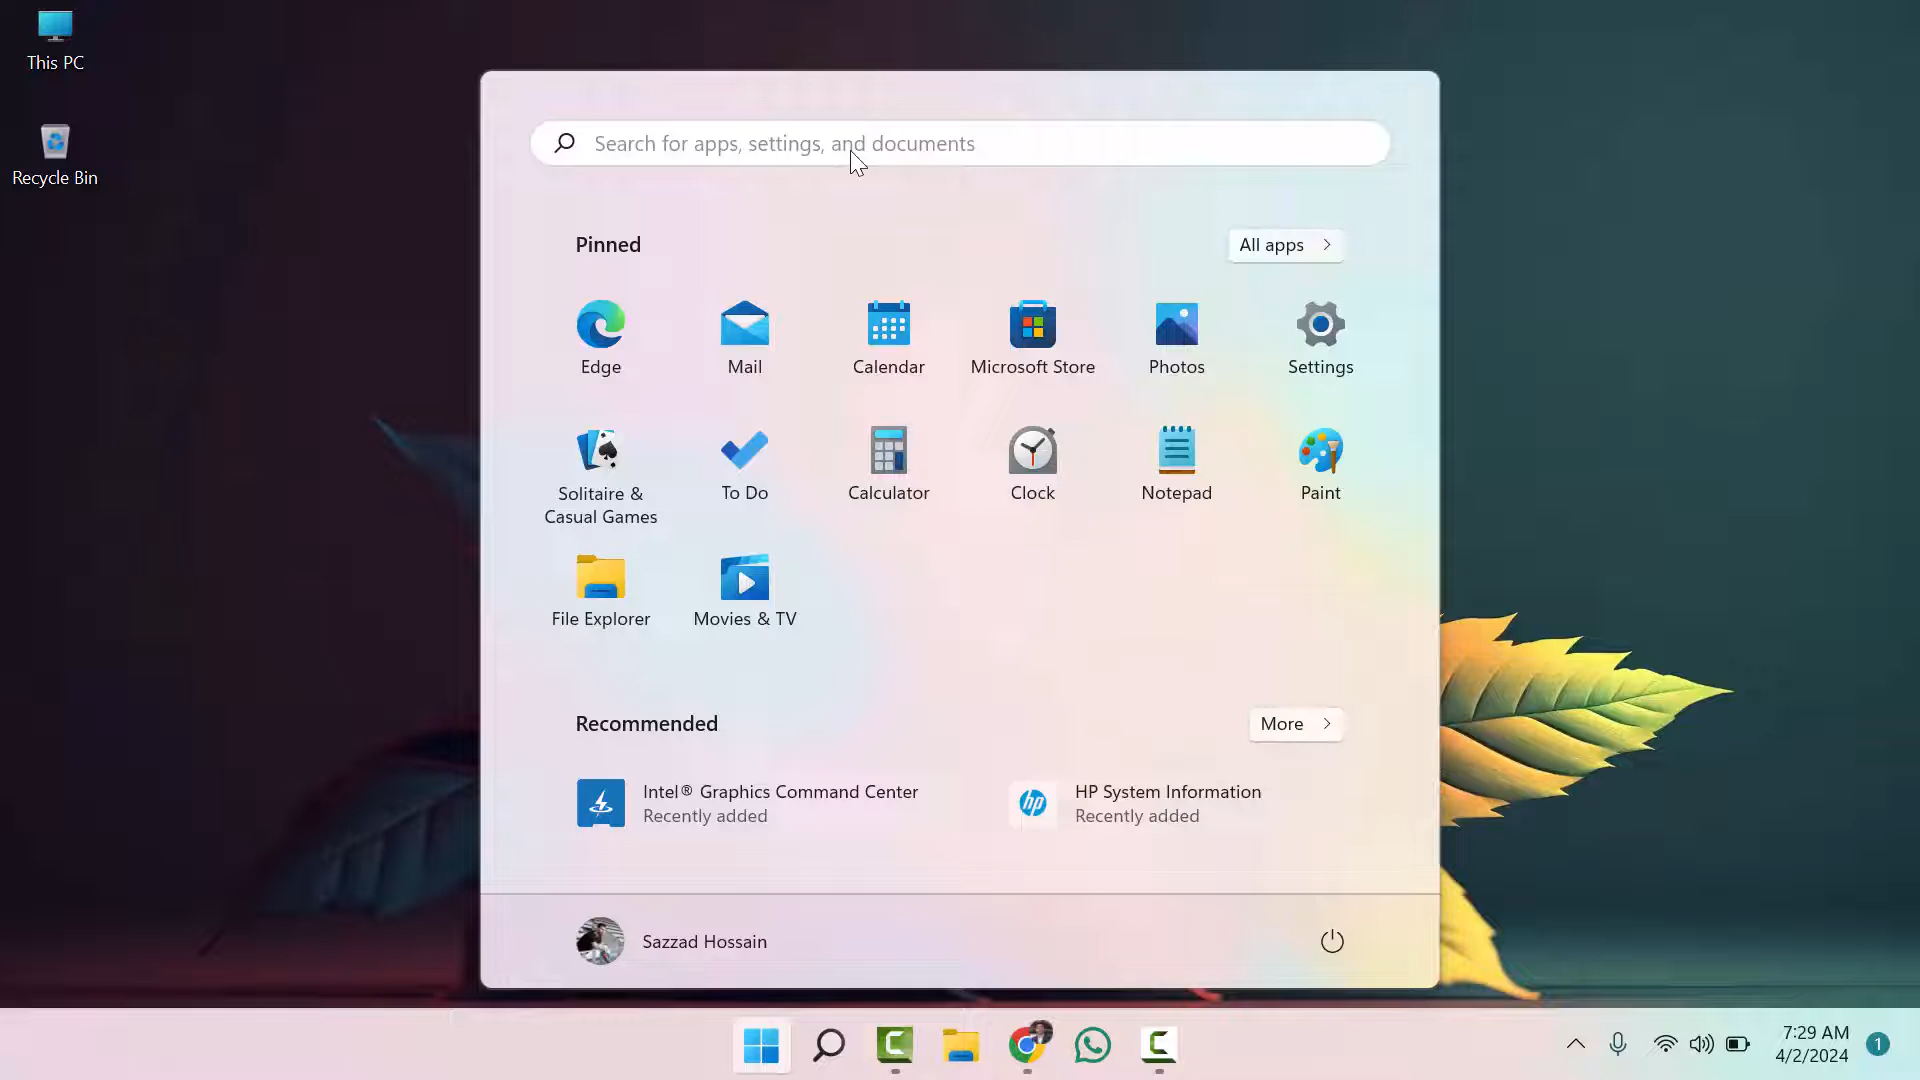 This PC
Recycle Bin
Search for apps, settings, and documents
Pinned
All apps
Edge
Mail
Calendar
Microsoft Store
Photos
Settings
Solitaire &
Casual Games
To Do
Calculator
Clock
Notepad
Paint
File Explorer
Movies & TV
Recommended
More
Intel® Graphics Command Center
Recently added
hp
HP System Information
Recently added
Sazzad Hossain
7:29 AM
4/2/2024
1